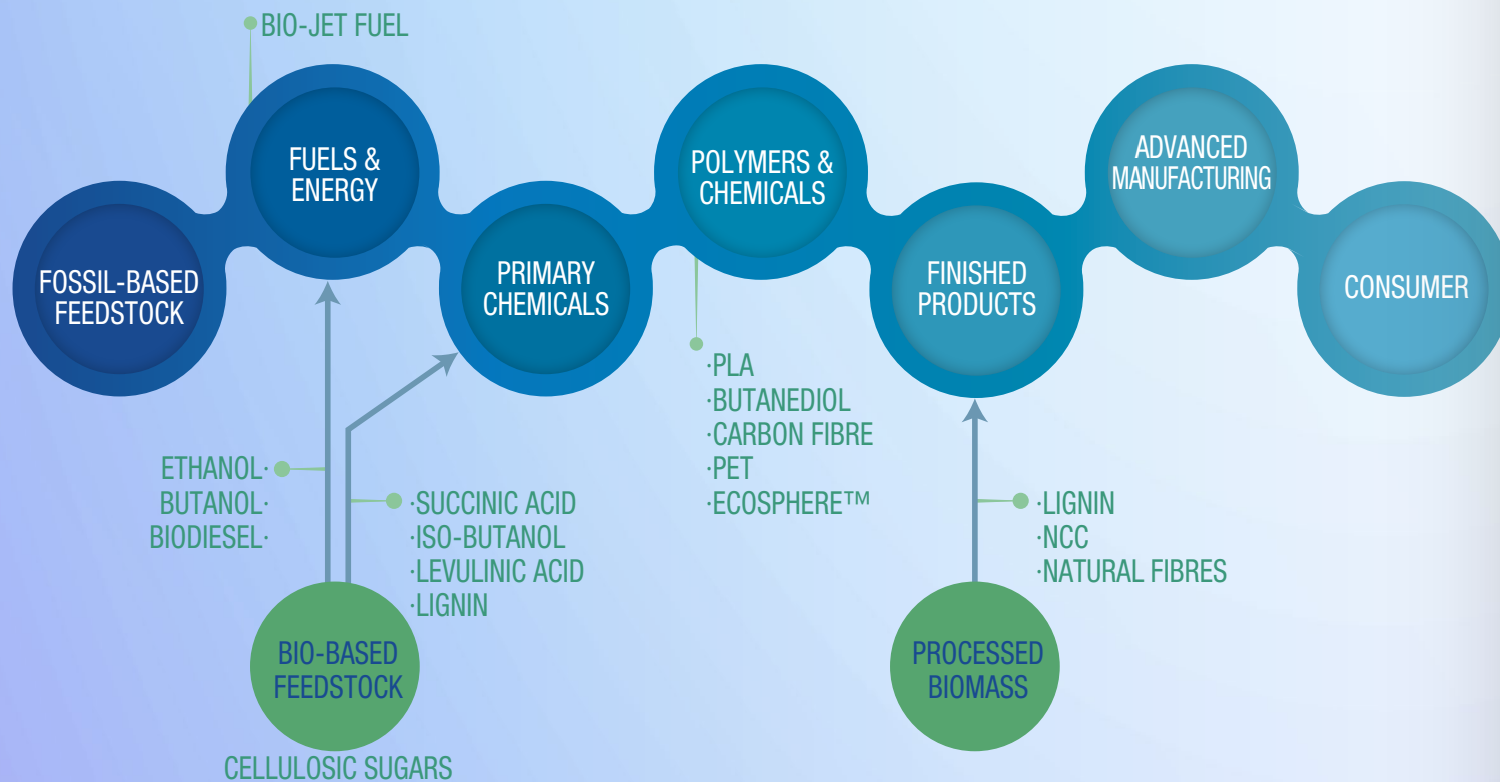 BIO-JET FUEL
FOSSIL-BASED
FEEDSTOCK
FUELS &
ENERGY
PRIMARY
CHEMICALS
POLYMERS &
CHEMICALS
FINISHED
PRODUCTS
ADVANCED
MANUFACTURING
CONSUMER
ETHANOL·
BUTANOL·
BIODIESEL·
·SUCCINIC ACID
·ISO-BUTANOL
·LEVULINIC ACID
·LIGNIN
·PLA
·BUTANEDIOL
·CARBON FIBRE
·PET
·ECOSPHERE™
·LIGNIN
·NCC
·NATURAL FIBRES
BIO-BASED
FEEDSTOCK
CELLULOSIC SUGARS
PROCESSED
BIOMASS